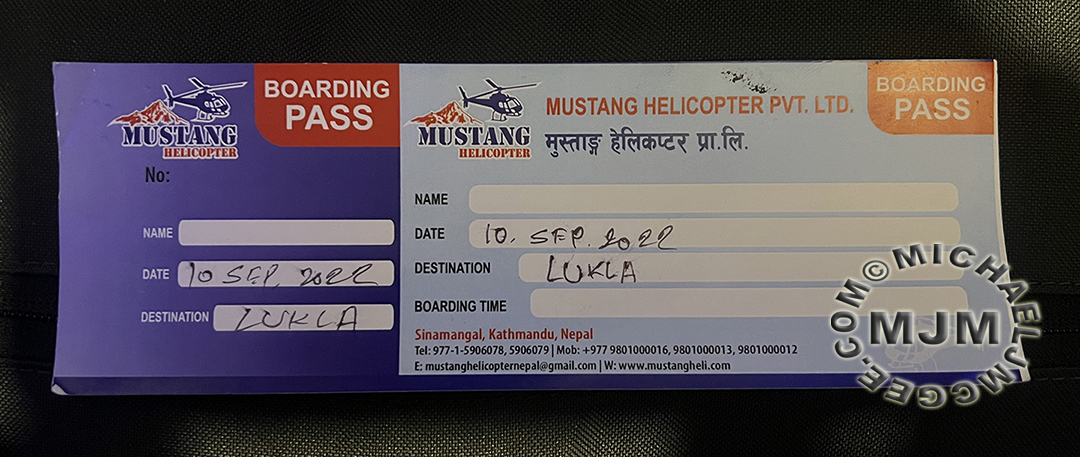 MUSTANG
HELICOPTER
BOARDING
PASS
No:
NAME
DATE 10 SEP. 2022
DESTINATION LUKLA
MUSTANG
HELICOPTER
MUSTANG HELICOPTER PVT. LTD.
मुस्ताङ्ग हेलिकप्टर प्रा.लि.
BOARDING
PASS
NAME
DATE 10. SEP. 2022
DESTINATION LUKLA
BOARDING TIME
Sinamangal, Kathmandu, Nepal
Tel: 977-1-5906078, 5906079 | Mob: +977 9801000016, 9801000013, 9801000012
E: mustanghelicopternepal@gmail.com | W: www.mustangheli.com
©MICHAELJMCGEE.COM
MJM